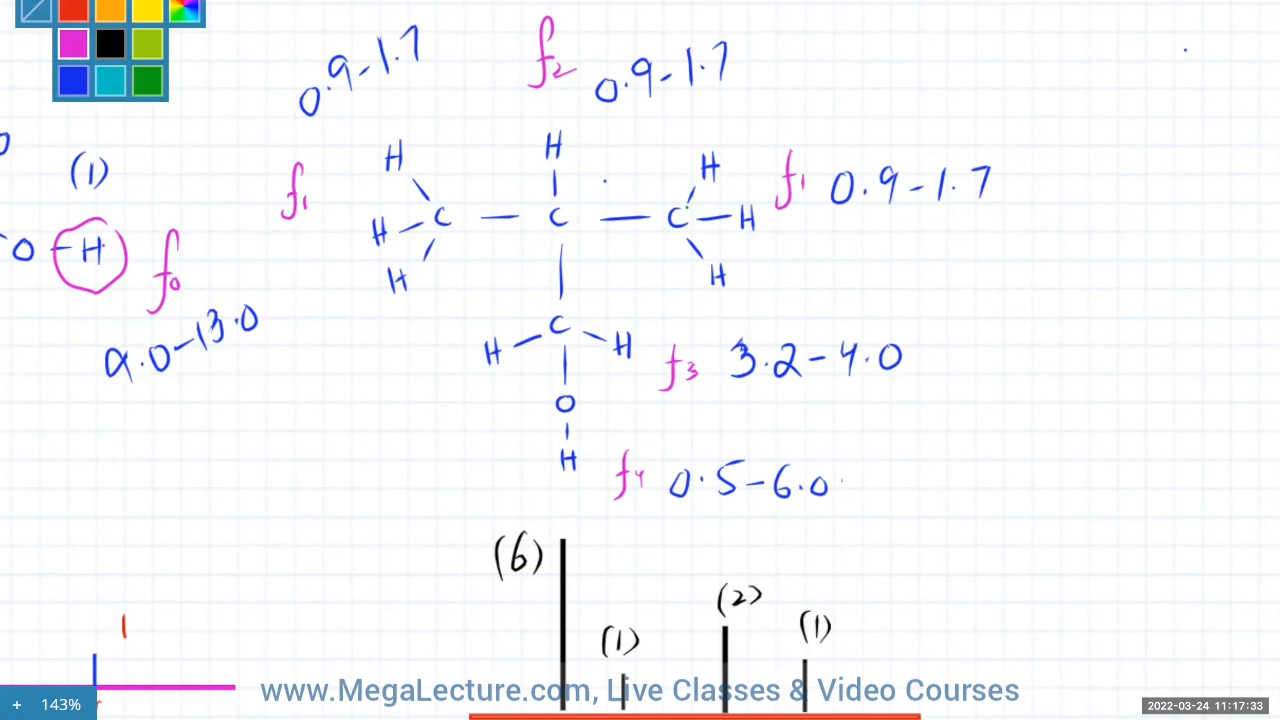 0.9-1.7
f2
0.9-1.7
(1)
H
H
H
f1
0.9-1.7
f1
H
C
C
C
H
O
H
f0
H
H
9.0-13.0
C
H
H
f3
3.2-4.0
O
H
f4
0.5-6.0
(6)
(2)
(1)
(1)
1
www.MegaLecture.com, Live Classes & Video Courses
+ 143%
2022-03-24 11:17:33